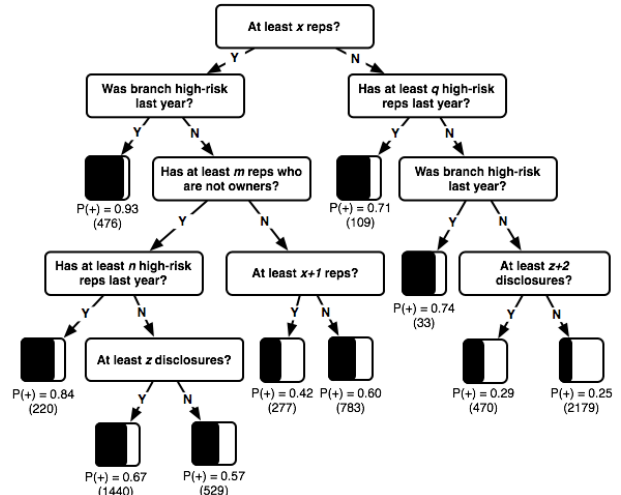 At least x reps?
Y
N
Was branch high-risk
last year?
Has at least q high-risk
reps last year?
Y
N
Y
N
P(+) = 0.93
(476)
Has at least m reps who
are not owners?
P(+) = 0.71
(109)
Was branch high-risk
last year?
Y
N
Y
N
Has at least n high-risk
reps last year?
At least x+1 reps?
P(+) = 0.74
(33)
At least z+2
disclosures?
Y
N
Y
N
Y
N
P(+) = 0.84
(220)
At least z disclosures?
P(+) = 0.42
(277)
P(+) = 0.60
(783)
P(+) = 0.29
(470)
P(+) = 0.25
(2179)
Y
N
P(+) = 0.67
(1440)
P(+) = 0.57
(529)